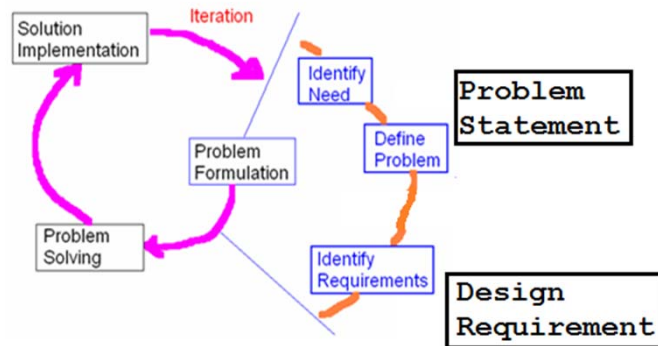 Solution
Implementation
Iteration
Identify
Need
Problem
Statement
Define
Problem
Problem
Formulation
Problem
Solving
Identify
Requirements
Design
Requirement